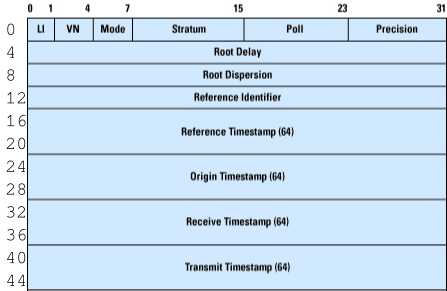 0 1 4 7 15 23 31
0 LI VN Mode Stratum Poll Precision
4 Root Delay
8 Root Dispersion
12 Reference Identifier
16
Reference Timestamp (64)
20
24
Origin Timestamp (64)
28
32
Receive Timestamp (64)
36
40
Transmit Timestamp (64)
44